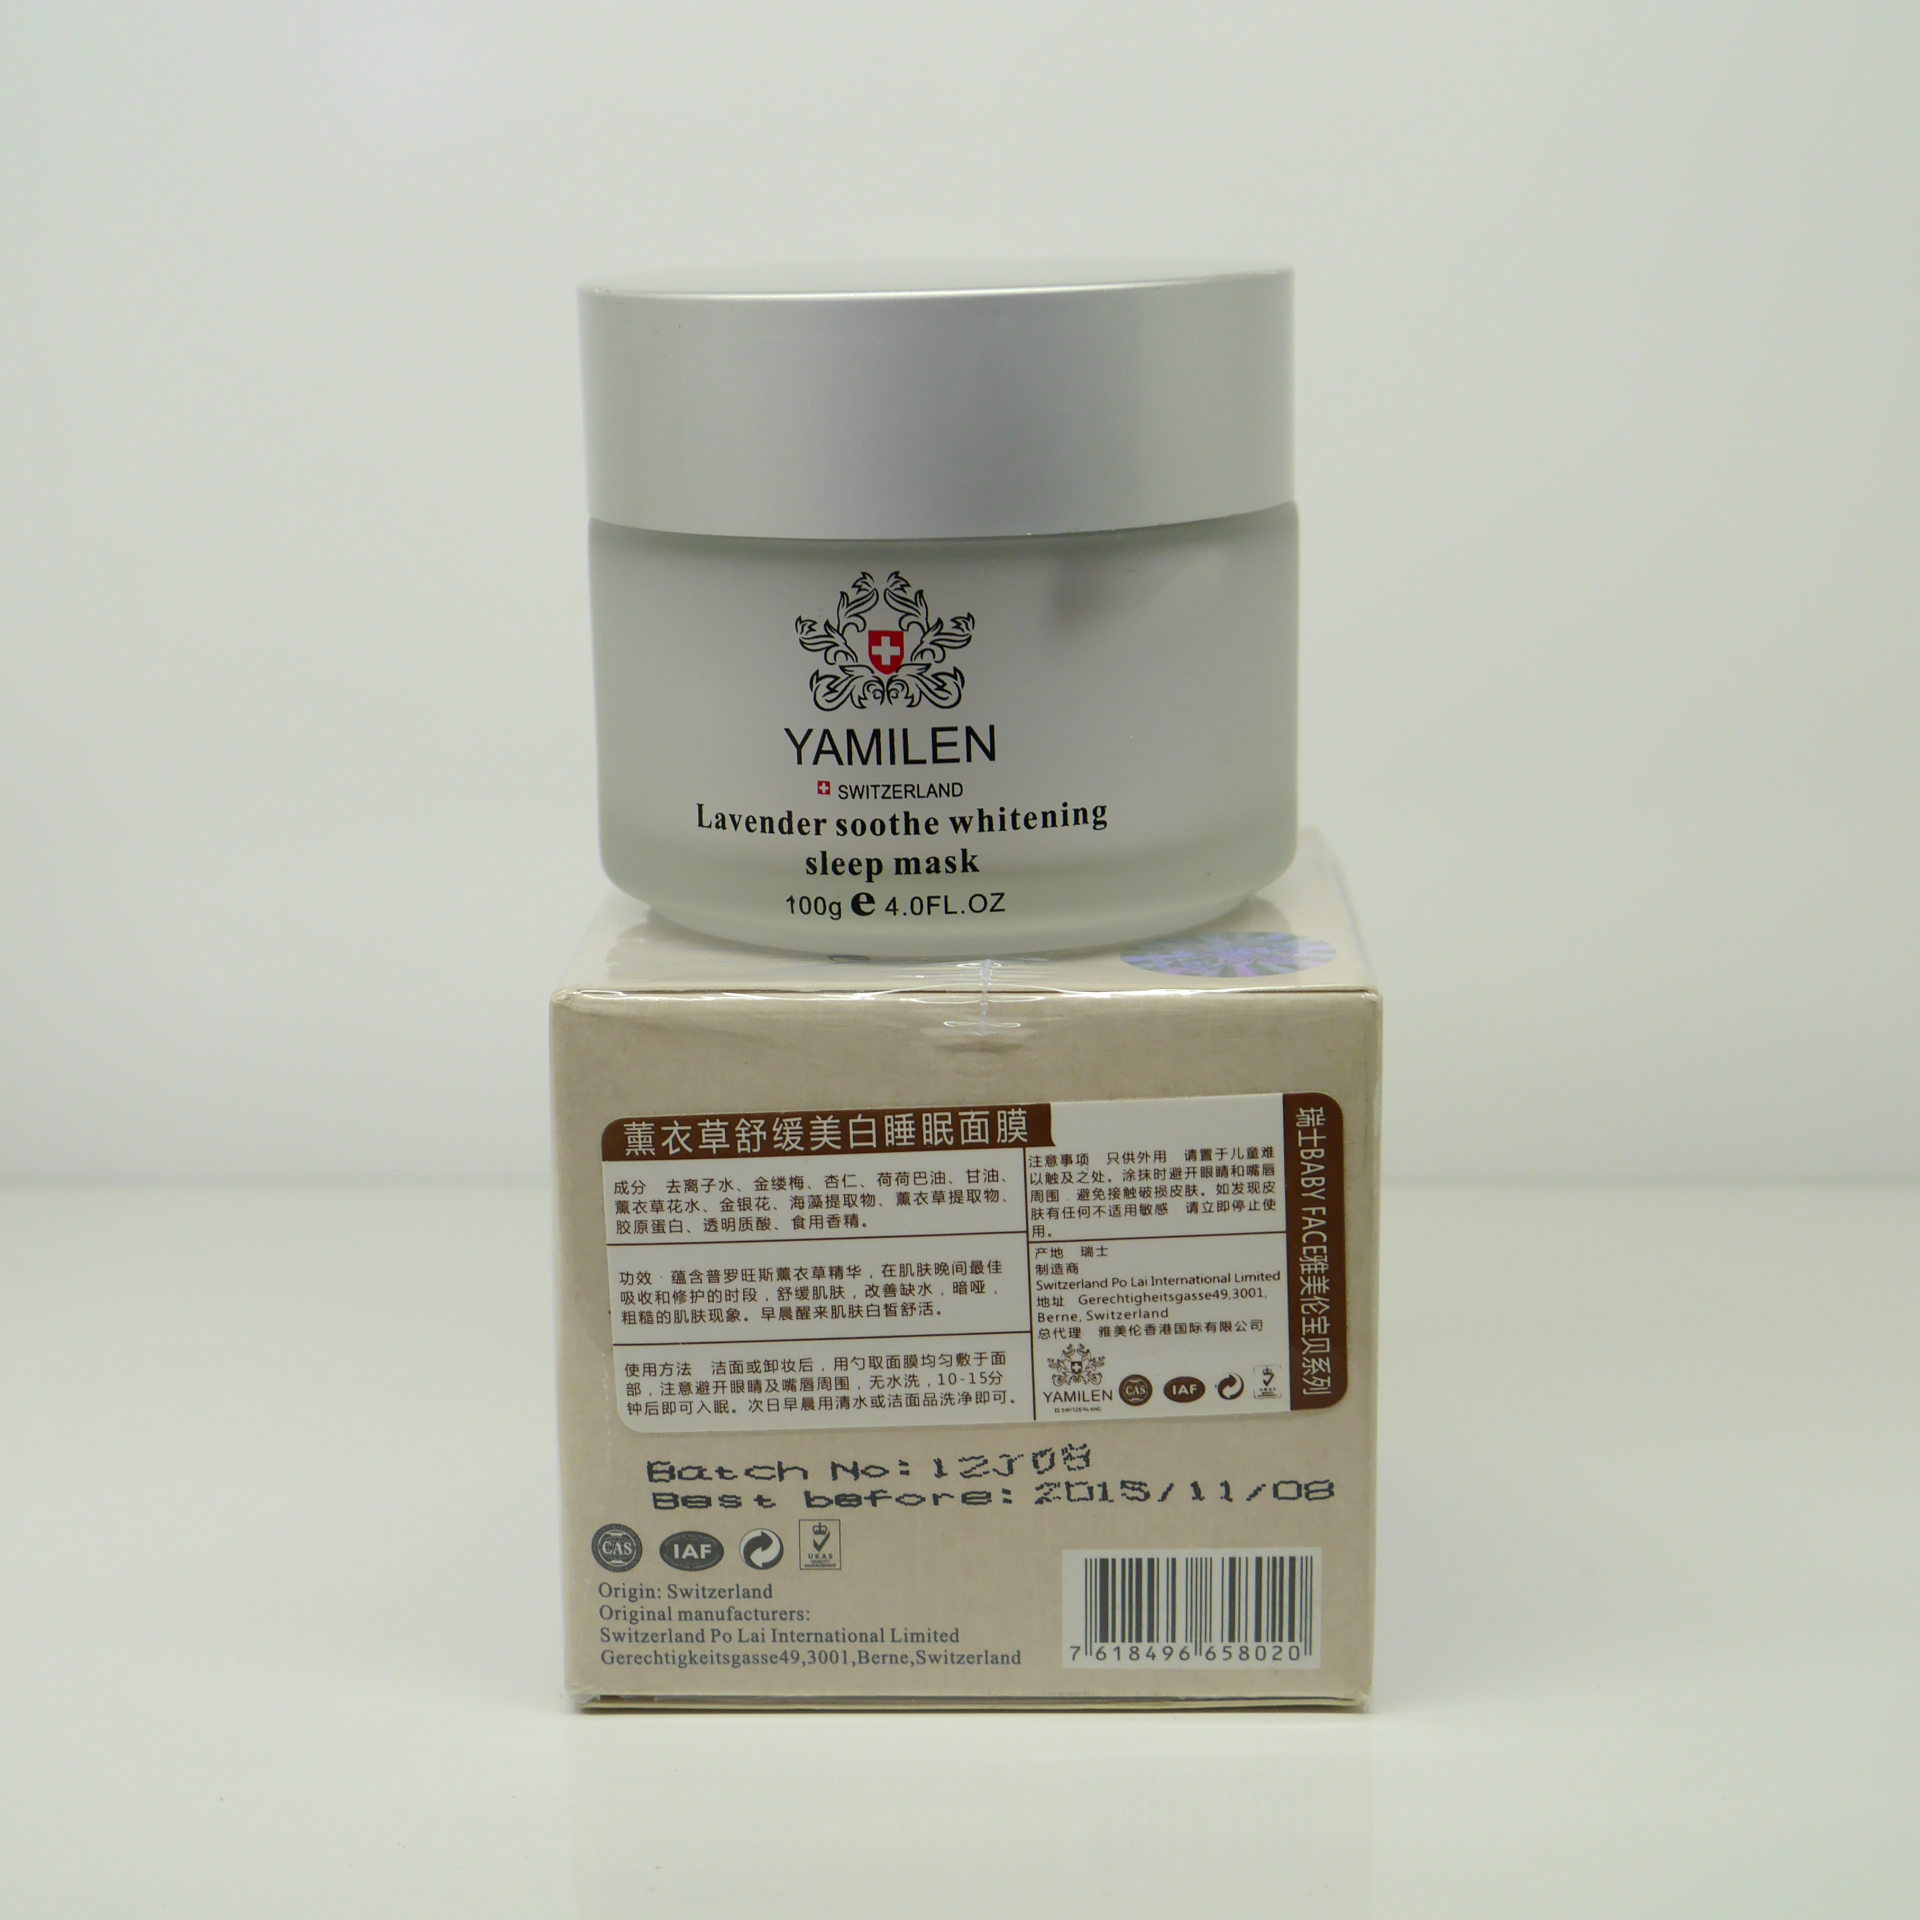 YAMILEN
SWITZERLAND
Lavender soothe whitening
sleep mask
100g e 4.0FL.OZ
薰衣草舒缓美白睡眠面膜
成分 去离子水、金缕梅、杏仁、荷荷巴油、甘油、
薰衣草花水、金银花、海藻提取物、薰衣草提取物、
胶原蛋白、透明质酸、食用香精。
功效 蕴含普罗旺斯薰衣草精华，在肌肤晚间最佳
吸收和修护的时段，舒缓肌肤，改善缺水，暗哑，
粗糙的肌肤现象。早晨醒来肌肤白皙舒活。
使用方法 洁面或卸妆后，用勺取面膜均匀敷于面
部，注意避开眼睛及嘴唇周围，无水洗，10-15分
钟后即可入眠。次日早晨用清水或洁面品洗净即可。
注意事项 只供外用 请置于儿童难
以触及之处。涂抹时避开眼睛和嘴唇
周围 避免接触破损皮肤。如发现皮
肤有任何不适用敏感 请立即停止使
用。
产地 瑞士
制造商
Switzerland Po Lai International Limited
地址 Gerechtigheitsgasse49,3001,
Berne, Switzerland
总代理 雅美伦香港国际有限公司
YAMILEN
SWITZERLAND
CAS
IAF
瑞士BABY FACE雅美伦宝贝系列
Batch No: 12J08
Best before: 2015/11/08
CAS
IAF
UKAS
QUALITY
MANAGEMENT
Origin: Switzerland
Original manufacturers:
Switzerland Po Lai International Limited
Gerechtigkeitsgasse49,3001,Berne,Switzerland
7 618496 658020